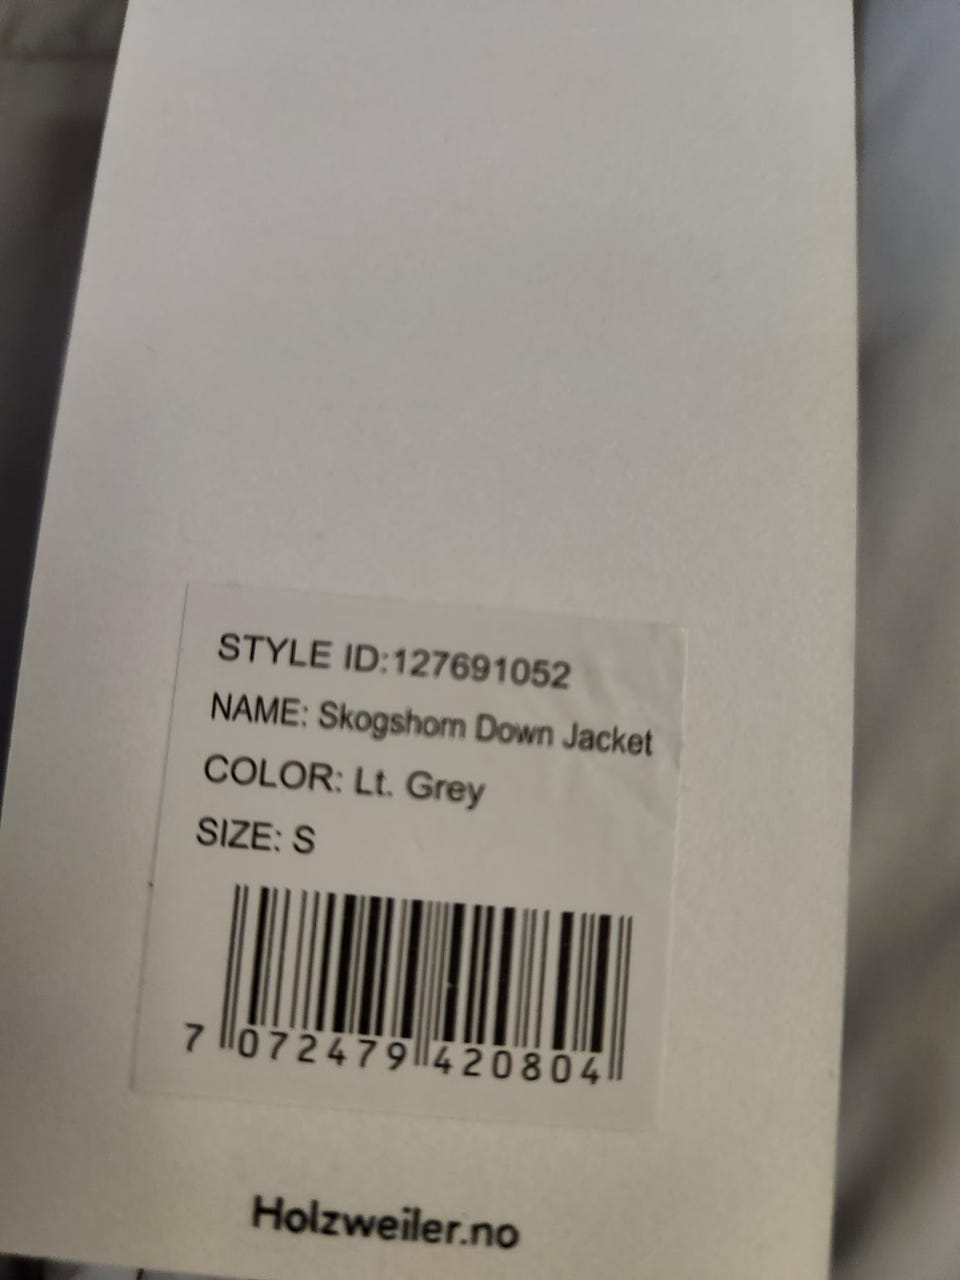 STYLE ID:127691052
NAME: Skogshorn Down Jacket
COLOR: Lt. Grey
SIZE: S
7 072479 420804
Holzweiler.no